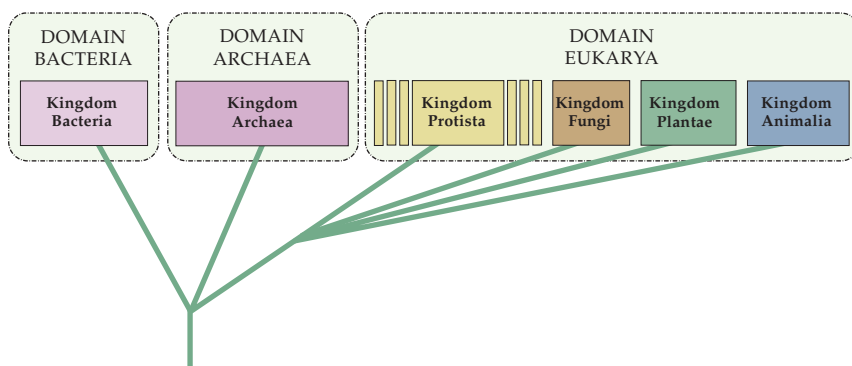 DOMAIN
BACTERIA
Kingdom
Bacteria
DOMAIN
ARCHAEA
Kingdom
Archaea
DOMAIN
EUKARYA
Kingdom
Protista
Kingdom
Fungi
Kingdom
Plantae
Kingdom
Animalia